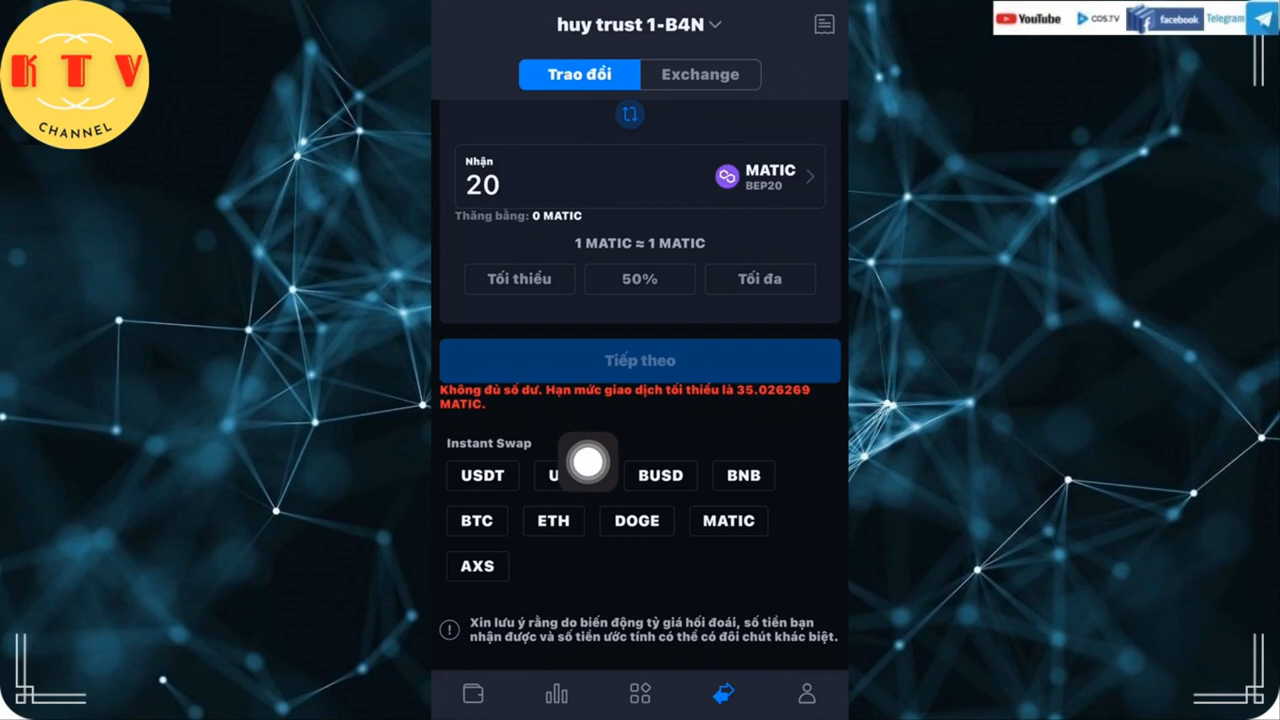 K T V
CHANNEL
YouTube
COS.TV
facebook
Telegram
huy trust 1-B4N
Trao đổi
Exchange
Nhận
20
MATIC
BEP20
Thăng bằng: 0 MATIC
1 MATIC ≈ 1 MATIC
Tối thiểu
50%
Tối đa
Tiếp theo
Không đủ số dư. Hạn mức giao dịch tối thiểu là 35.026269
MATIC.
Instant Swap
USDT
BUSD
BNB
BTC
ETH
DOGE
MATIC
AXS
Xin lưu ý rằng do biến động tỷ giá hối đoái, số tiền bạn
nhận được và số tiền ước tính có thể có đôi chút khác biệt.